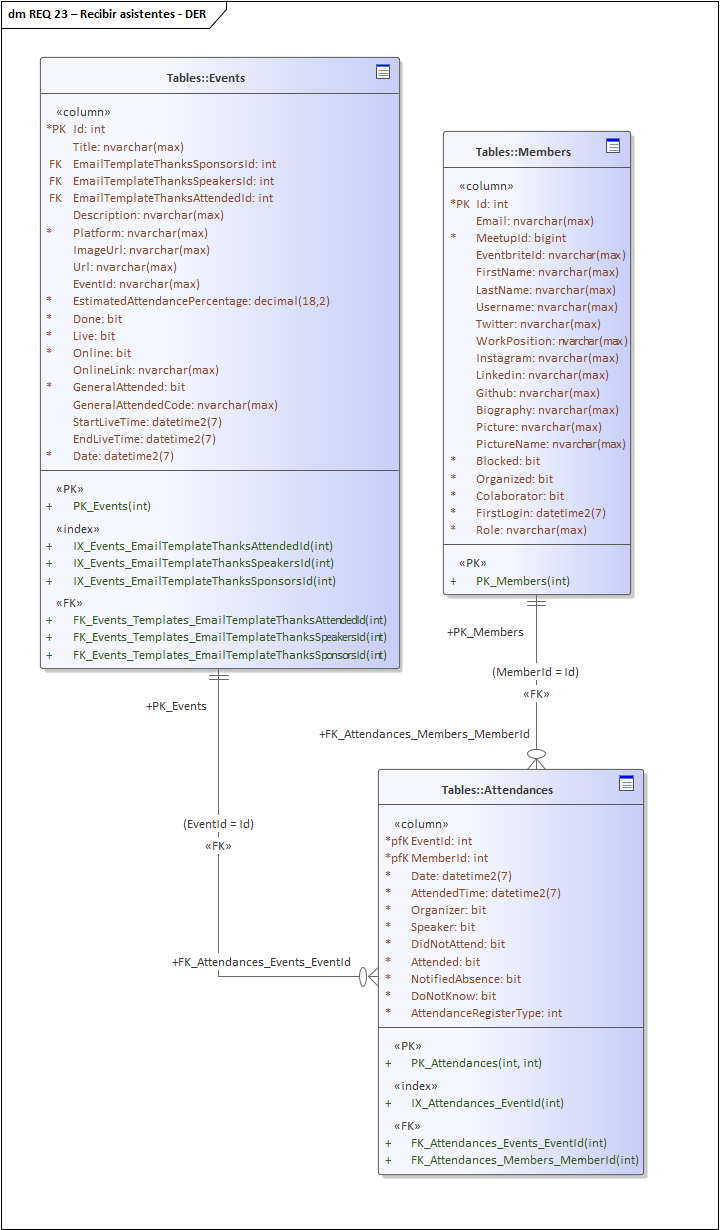 dm REQ 23 – Recibir asistentes - DER
Tables::Events
«column»
*PK Id: int
Title: nvarchar(max)
FK EmailTemplateThanksSponsorsId: int
FK EmailTemplateThanksSpeakersId: int
FK EmailTemplateThanksAttendedId: int
Description: nvarchar(max)
* Platform: nvarchar(max)
ImageUrl: nvarchar(max)
Url: nvarchar(max)
EventId: nvarchar(max)
* EstimatedAttendancePercentage: decimal(18,2)
* Done: bit
* Live: bit
* Online: bit
OnlineLink: nvarchar(max)
* GeneralAttended: bit
GeneralAttendedCode: nvarchar(max)
StartLiveTime: datetime2(7)
EndLiveTime: datetime2(7)
* Date: datetime2(7)
«PK»
+ PK_Events(int)
«index»
+ IX_Events_EmailTemplateThanksAttendedId(int)
+ IX_Events_EmailTemplateThanksSpeakersId(int)
+ IX_Events_EmailTemplateThanksSponsorsId(int)
«FK»
+ FK_Events_Templates_EmailTemplateThanksAttendedId(int)
+ FK_Events_Templates_EmailTemplateThanksSpeakersId(int)
+ FK_Events_Templates_EmailTemplateThanksSponsorsId(int)
Tables::Members
«column»
*PK Id: int
Email: nvarchar(max)
* MeetupId: bigint
EventbriteId: nvarchar(max)
FirstName: nvarchar(max)
LastName: nvarchar(max)
Username: nvarchar(max)
Twitter: nvarchar(max)
WorkPosition: nvarchar(max)
Instagram: nvarchar(max)
Linkedin: nvarchar(max)
Github: nvarchar(max)
Biography: nvarchar(max)
Picture: nvarchar(max)
PictureName: nvarchar(max)
* Blocked: bit
* Organized: bit
* Colaborator: bit
* FirstLogin: datetime2(7)
* Role: nvarchar(max)
«PK»
+ PK_Members(int)
+PK_Members
(MemberId = Id)
«FK»
+FK_Attendances_Members_MemberId
+PK_Events
(EventId = Id)
«FK»
+FK_Attendances_Events_EventId
Tables::Attendances
«column»
*pfK EventId: int
*pfK MemberId: int
* Date: datetime2(7)
* AttendedTime: datetime2(7)
* Organizer: bit
* Speaker: bit
* DidNotAttend: bit
* Attended: bit
* NotifiedAbsence: bit
* DoNotKnow: bit
* AttendanceRegisterType: int
«PK»
+ PK_Attendances(int, int)
«index»
+ IX_Attendances_EventId(int)
«FK»
+ FK_Attendances_Events_EventId(int)
+ FK_Attendances_Members_MemberId(int)